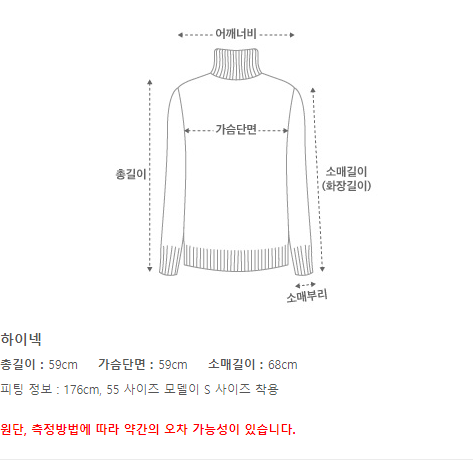 어깨너비
가슴단면
총길이
소매길이
(화장길이)
소매부리
하이넥
총길이 : 59cm 가슴단면 : 59cm 소매길이 : 68cm
피팅 정보 : 176cm, 55 사이즈 모델이 S 사이즈 착용
원단, 측정방법에 따라 약간의 오차 가능성이 있습니다.